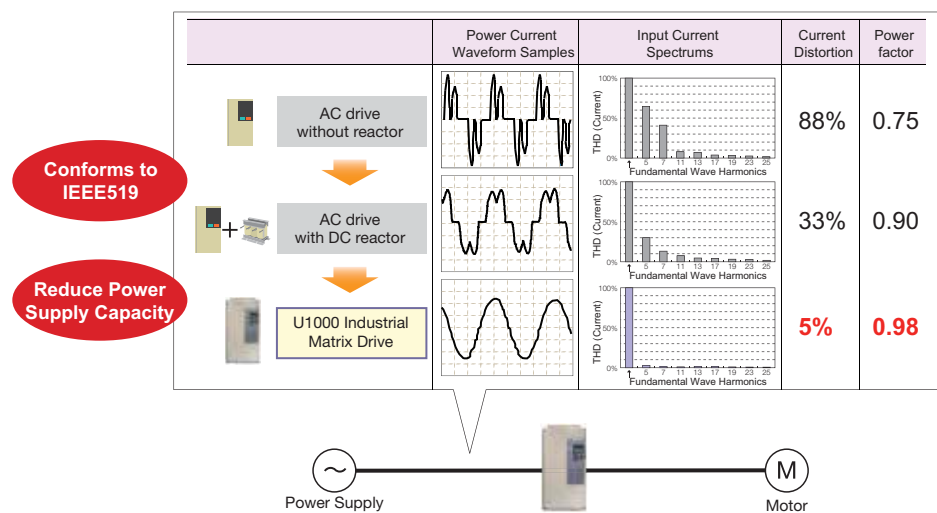 Power Current
Waveform Samples
Input Current
Spectrums
Current
Distortion
Power
factor
Conforms to
IEEE519
Reduce Power
Supply Capacity
AC drive
without reactor
THD (Current)
100%
50%
0%
5 7 11 13 17 19 23 25
Fundamental Wave Harmonics
88%
0.75
+
AC drive
with DC reactor
THD (Current)
100%
50%
0%
5 7 11 13 17 19 23 25
Fundamental Wave Harmonics
33%
0.90
U1000 Industrial
Matrix Drive
THD (Current)
100%
50%
0%
5 7 11 13 17 19 23 25
Fundamental Wave Harmonics
5%
0.98
~
Power Supply
M
Motor